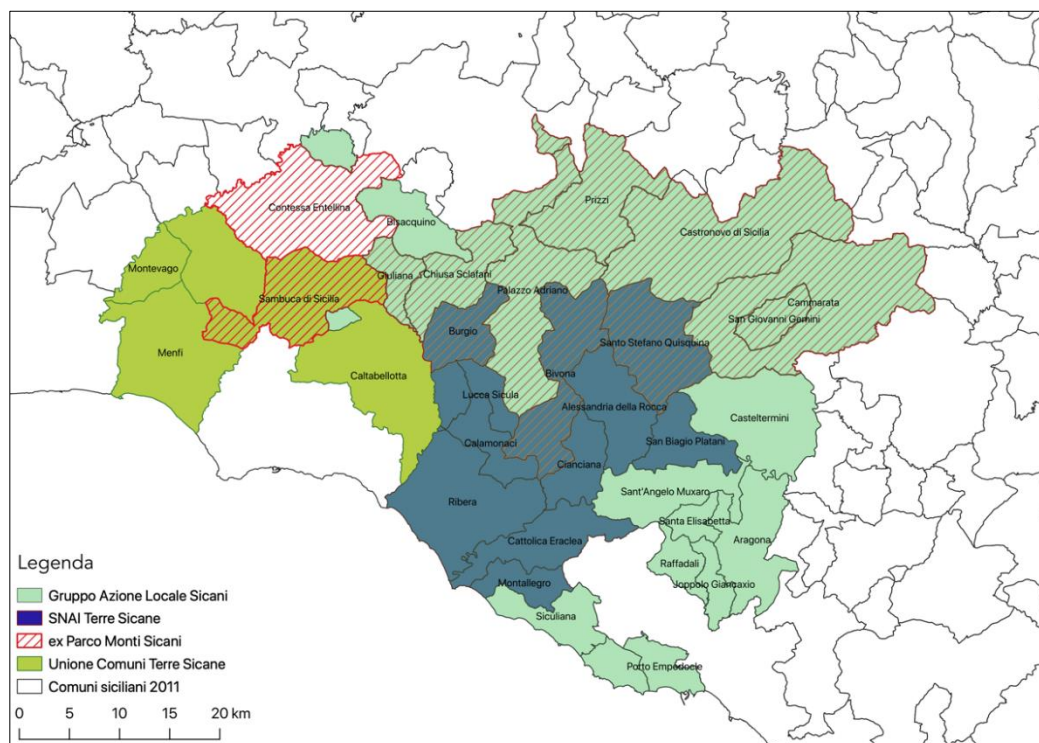 Contessa Entellina
Prizzi
Bisacquino
Castronovo di Sicilia
Montevago
Giuliana
Chiusa Sclafani
Palazzo Adriano
Sambuca di Sicilia
Cammarata
San Giovanni Gemini
Burgio
Santo Stefano Quisquina
Menfi
Caltabellotta
Bivona
Lucca Sicula
Alessandria della Rocca
Casteltermini
Calamonaci
San Biagio Platani
Cianciana
Sant'Angelo Muxaro
Ribera
Santa Elisabetta
Cattolica Eraclea
Aragona
Raffadali
Joppolo Giancaxio
Montallegro
Siculiana
Porto Empedocle
Legenda
Gruppo Azione Locale Sicani
SNAI Terre Sicane
ex Parco Monti Sicani
Unione Comuni Terre Sicane
Comuni siciliani 2011
0 5 10 15 20 km